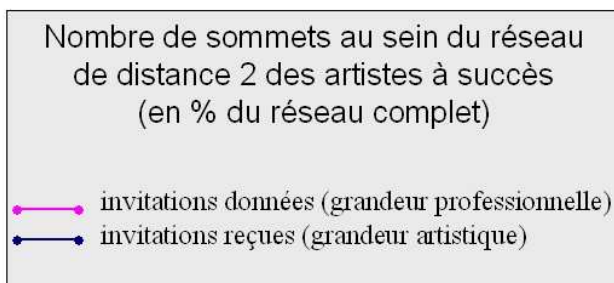 Nombre de sommets au sein du réseau
de distance 2 des artistes à succès
(en % du réseau complet)
invitations données (grandeur professionnelle)
invitations reçues (grandeur artistique)